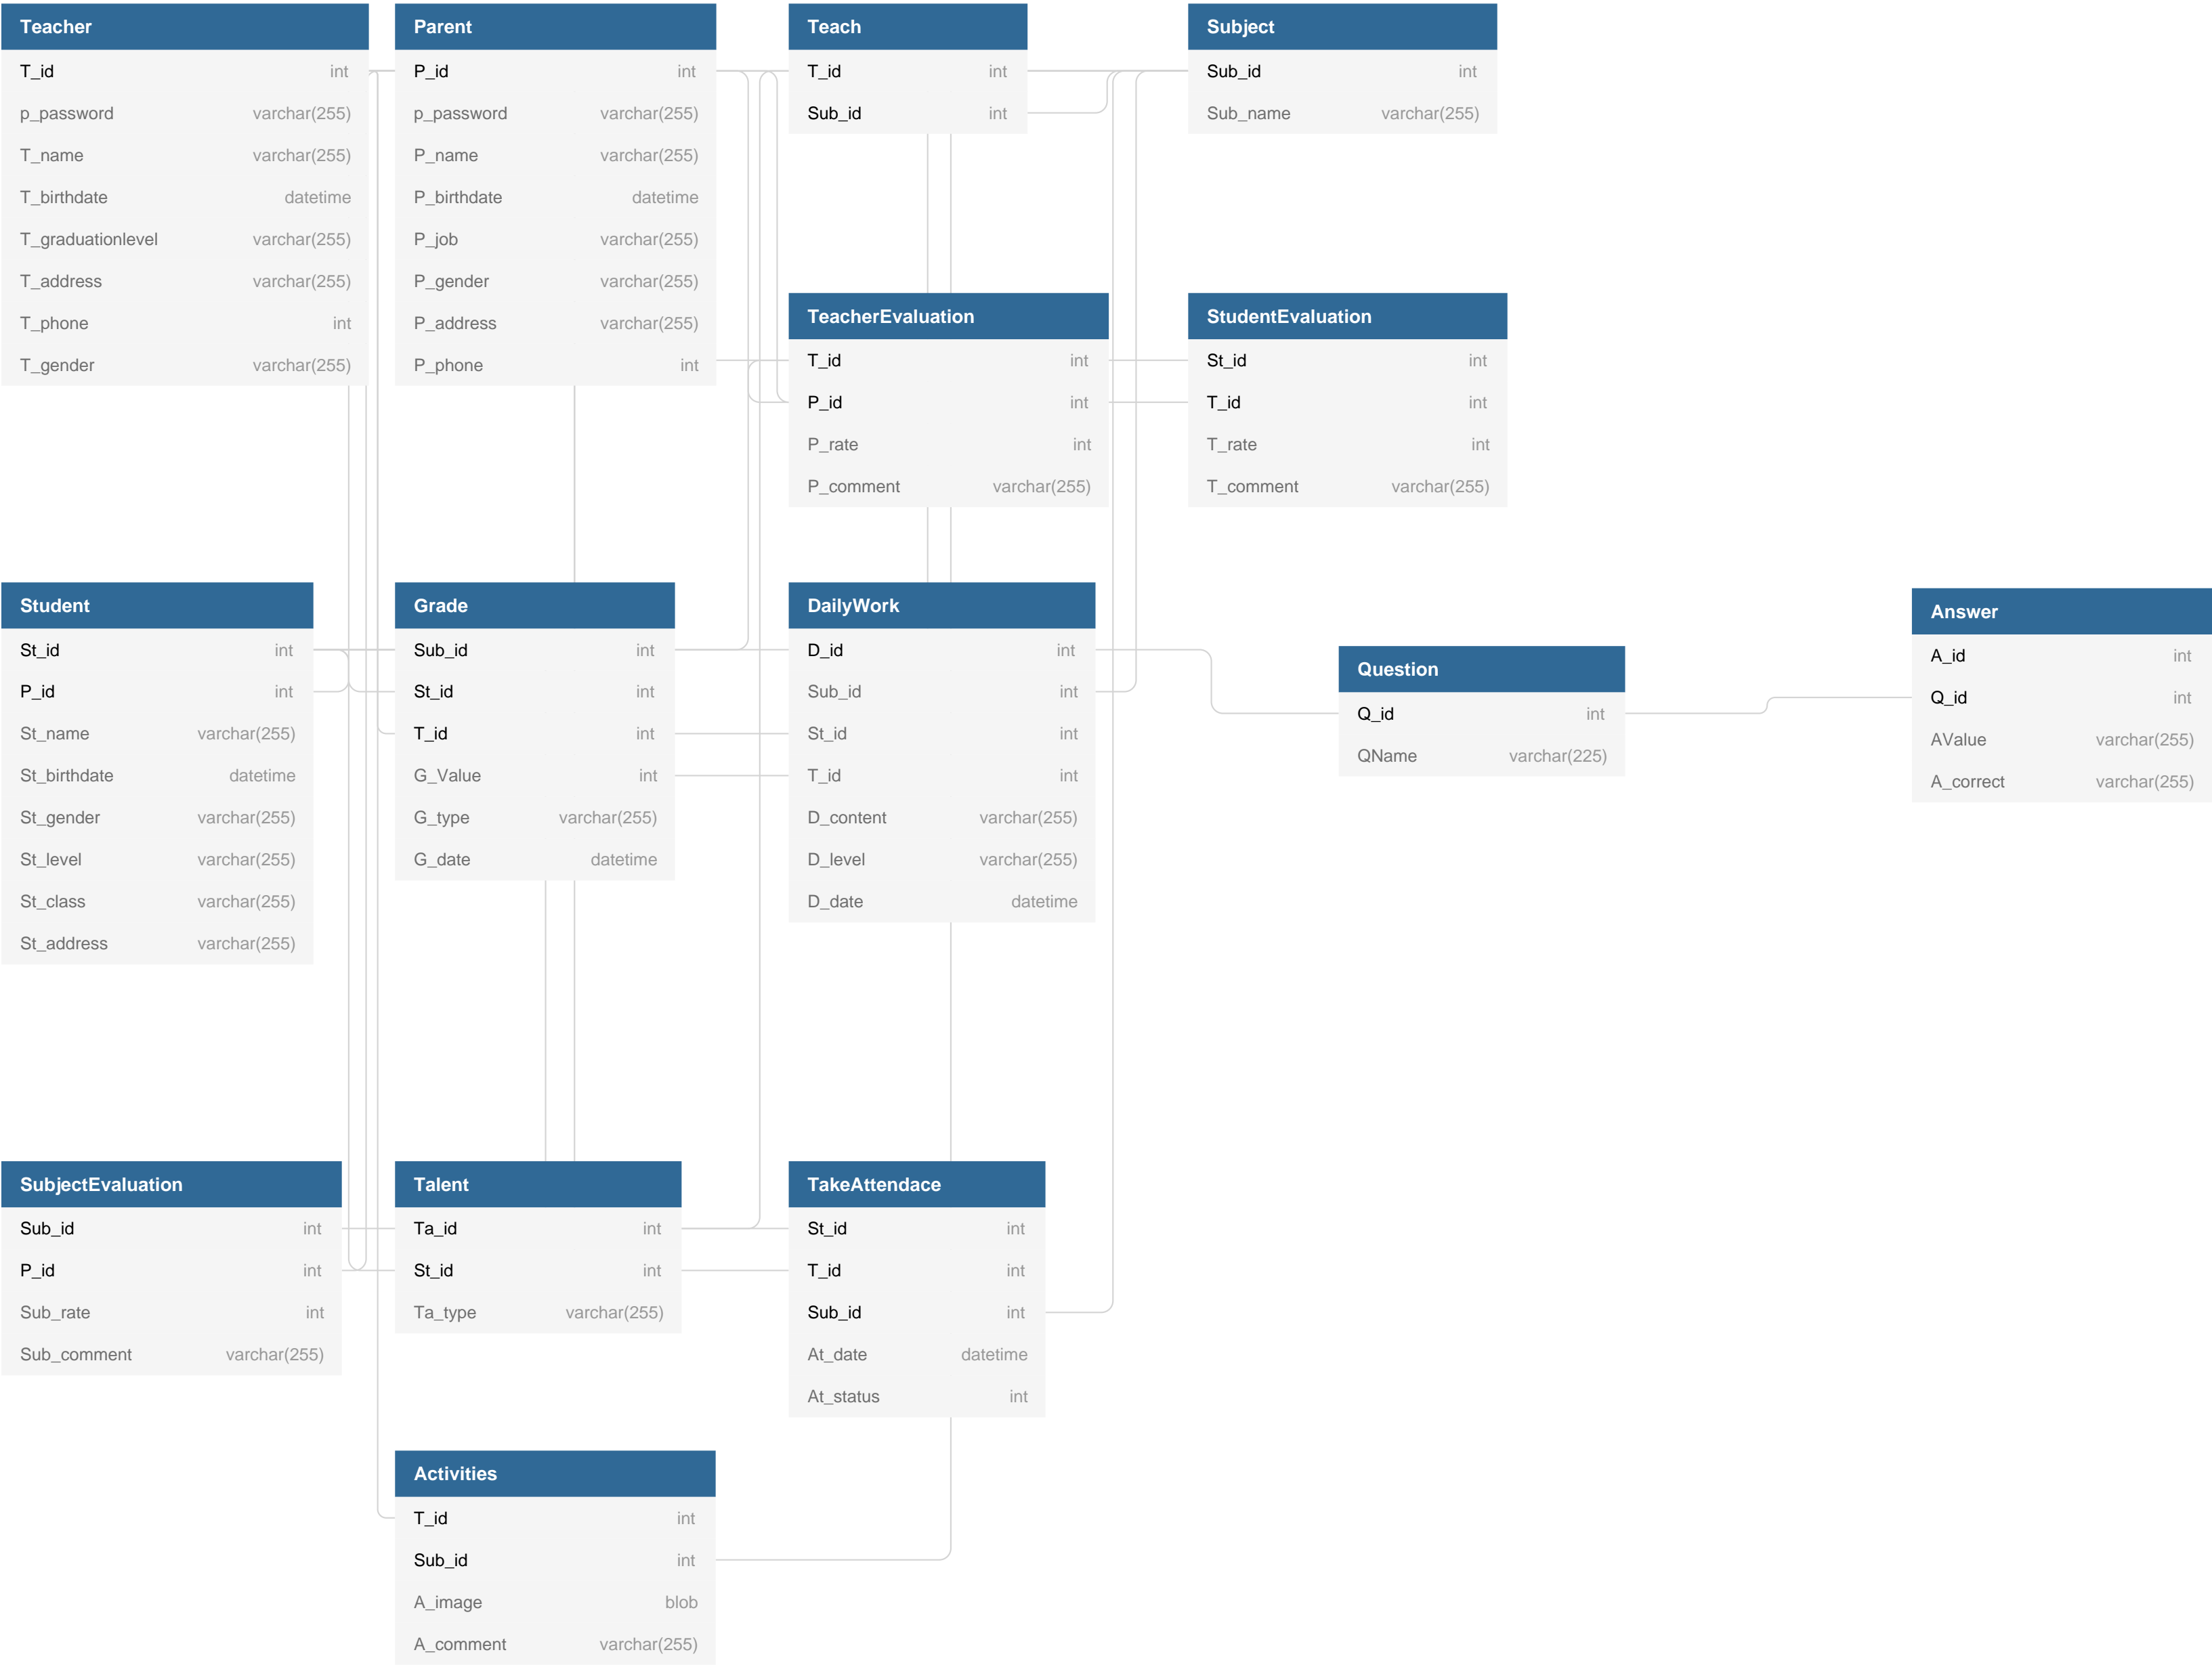 Teacher
T_id int
p_password varchar(255)
T_name varchar(255)
T_birthdate datetime
T_graduationlevel varchar(255)
T_address varchar(255)
T_phone int
T_gender varchar(255)
Parent
P_id int
p_password varchar(255)
P_name varchar(255)
P_birthdate datetime
P_job varchar(255)
P_gender varchar(255)
P_address varchar(255)
P_phone int
Teach
T_id int
Sub_id int
Subject
Sub_id int
Sub_name varchar(255)
TeacherEvaluation
T_id int
P_id int
P_rate int
P_comment varchar(255)
StudentEvaluation
St_id int
T_id int
T_rate int
T_comment varchar(255)
Student
St_id int
P_id int
St_name varchar(255)
St_birthdate datetime
St_gender varchar(255)
St_level varchar(255)
St_class varchar(255)
St_address varchar(255)
Grade
Sub_id int
St_id int
T_id int
G_Value int
G_type varchar(255)
G_date datetime
DailyWork
D_id int
Sub_id int
St_id int
T_id int
D_content varchar(255)
D_level varchar(255)
D_date datetime
Question
Q_id int
QName varchar(225)
Answer
A_id int
Q_id int
AValue varchar(255)
A_correct varchar(255)
SubjectEvaluation
Sub_id int
P_id int
Sub_rate int
Sub_comment varchar(255)
Talent
Ta_id int
St_id int
Ta_type varchar(255)
TakeAttendace
St_id int
T_id int
Sub_id int
At_date datetime
At_status int
Activities
T_id int
Sub_id int
A_image blob
A_comment varchar(255)